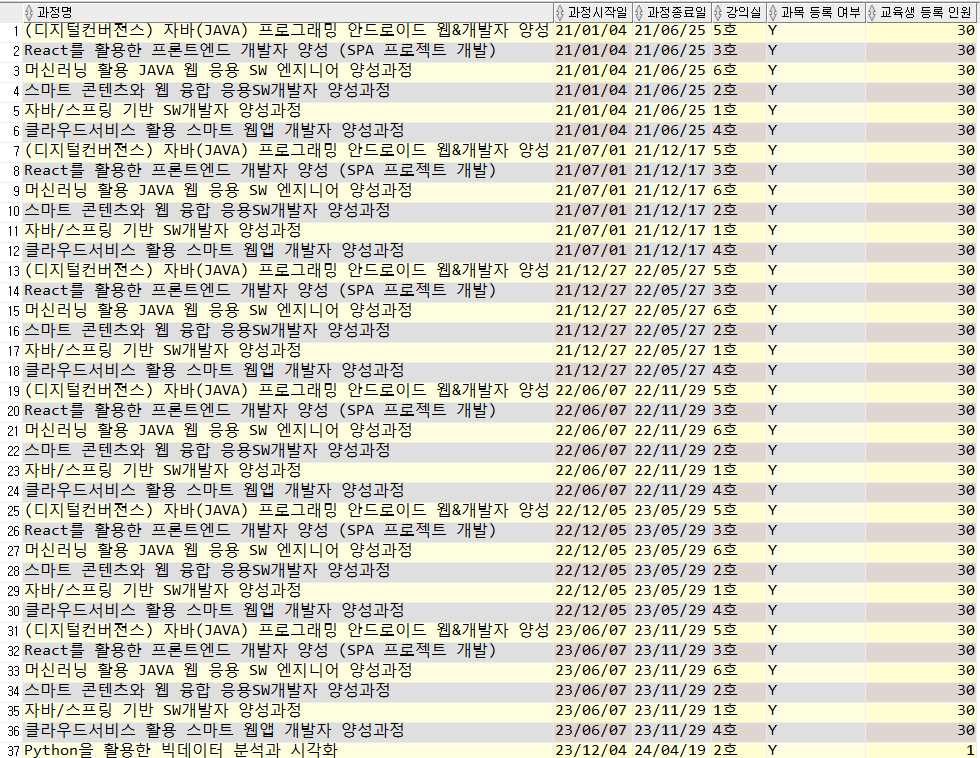 과정명 과정시작일 과정종료일 강의실 과목 등록 여부 교육생 등록 인원
1 (디지털컨버전스) 자바(JAVA) 프로그래밍 안드로이드 웹&개발자 양성 21/01/04 21/06/25 5호 Y 30
2 React를 활용한 프론트엔드 개발자 양성 (SPA 프로젝트 개발) 21/01/04 21/06/25 3호 Y 30
3 머신러닝 활용 JAVA 웹 응용 SW 엔지니어 양성과정 21/01/04 21/06/25 6호 Y 30
4 스마트 콘텐츠와 웹 융합 응용SW개발자 양성과정 21/01/04 21/06/25 2호 Y 30
5 자바/스프링 기반 SW개발자 양성과정 21/01/04 21/06/25 1호 Y 30
6 클라우드서비스 활용 스마트 웹앱 개발자 양성과정 21/01/04 21/06/25 4호 Y 30
7 (디지털컨버전스) 자바(JAVA) 프로그래밍 안드로이드 웹&개발자 양성 21/07/01 21/12/17 5호 Y 30
8 React를 활용한 프론트엔드 개발자 양성 (SPA 프로젝트 개발) 21/07/01 21/12/17 3호 Y 30
9 머신러닝 활용 JAVA 웹 응용 SW 엔지니어 양성과정 21/07/01 21/12/17 6호 Y 30
10 스마트 콘텐츠와 웹 융합 응용SW개발자 양성과정 21/07/01 21/12/17 2호 Y 30
11 자바/스프링 기반 SW개발자 양성과정 21/07/01 21/12/17 1호 Y 30
12 클라우드서비스 활용 스마트 웹앱 개발자 양성과정 21/07/01 21/12/17 4호 Y 30
13 (디지털컨버전스) 자바(JAVA) 프로그래밍 안드로이드 웹&개발자 양성 21/12/27 22/05/27 5호 Y 30
14 React를 활용한 프론트엔드 개발자 양성 (SPA 프로젝트 개발) 21/12/27 22/05/27 3호 Y 30
15 머신러닝 활용 JAVA 웹 응용 SW 엔지니어 양성과정 21/12/27 22/05/27 6호 Y 30
16 스마트 콘텐츠와 웹 융합 응용SW개발자 양성과정 21/12/27 22/05/27 2호 Y 30
17 자바/스프링 기반 SW개발자 양성과정 21/12/27 22/05/27 1호 Y 30
18 클라우드서비스 활용 스마트 웹앱 개발자 양성과정 21/12/27 22/05/27 4호 Y 30
19 (디지털컨버전스) 자바(JAVA) 프로그래밍 안드로이드 웹&개발자 양성 22/06/07 22/11/29 5호 Y 30
20 React를 활용한 프론트엔드 개발자 양성 (SPA 프로젝트 개발) 22/06/07 22/11/29 3호 Y 30
21 머신러닝 활용 JAVA 웹 응용 SW 엔지니어 양성과정 22/06/07 22/11/29 6호 Y 30
22 스마트 콘텐츠와 웹 융합 응용SW개발자 양성과정 22/06/07 22/11/29 2호 Y 30
23 자바/스프링 기반 SW개발자 양성과정 22/06/07 22/11/29 1호 Y 30
24 클라우드서비스 활용 스마트 웹앱 개발자 양성과정 22/06/07 22/11/29 4호 Y 30
25 (디지털컨버전스) 자바(JAVA) 프로그래밍 안드로이드 웹&개발자 양성 22/12/05 23/05/29 5호 Y 30
26 React를 활용한 프론트엔드 개발자 양성 (SPA 프로젝트 개발) 22/12/05 23/05/29 3호 Y 30
27 머신러닝 활용 JAVA 웹 응용 SW 엔지니어 양성과정 22/12/05 23/05/29 6호 Y 30
28 스마트 콘텐츠와 웹 융합 응용SW개발자 양성과정 22/12/05 23/05/29 2호 Y 30
29 자바/스프링 기반 SW개발자 양성과정 22/12/05 23/05/29 1호 Y 30
30 클라우드서비스 활용 스마트 웹앱 개발자 양성과정 22/12/05 23/05/29 4호 Y 30
31 (디지털컨버전스) 자바(JAVA) 프로그래밍 안드로이드 웹&개발자 양성 23/06/07 23/11/29 5호 Y 30
32 React를 활용한 프론트엔드 개발자 양성 (SPA 프로젝트 개발) 23/06/07 23/11/29 3호 Y 30
33 머신러닝 활용 JAVA 웹 응용 SW 엔지니어 양성과정 23/06/07 23/11/29 6호 Y 30
34 스마트 콘텐츠와 웹 융합 응용SW개발자 양성과정 23/06/07 23/11/29 2호 Y 30
35 자바/스프링 기반 SW개발자 양성과정 23/06/07 23/11/29 1호 Y 30
36 클라우드서비스 활용 스마트 웹앱 개발자 양성과정 23/06/07 23/11/29 4호 Y 30
37 Python을 활용한 빅데이터 분석과 시각화 23/12/04 24/04/19 2호 Y 1